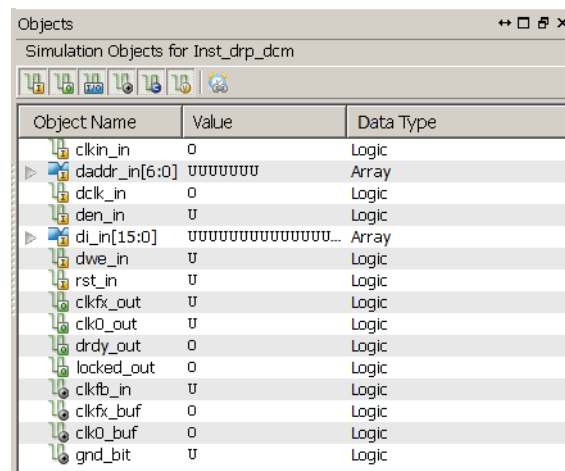 Objects
Simulation Objects for Inst_drp_dcm
Object Name Value Data Type
clkin_in 0 Logic
daddr_in[6:0] UUUUUUU Array
dclk_in 0 Logic
den_in U Logic
di_in[15:0] UUUUUUUUUUUUUU... Array
dwe_in U Logic
rst_in U Logic
clkfx_out U Logic
clk0_out U Logic
drdy_out 0 Logic
locked_out 0 Logic
clkfb_in U Logic
clkfx_buf 0 Logic
clk0_buf 0 Logic
gnd_bit U Logic